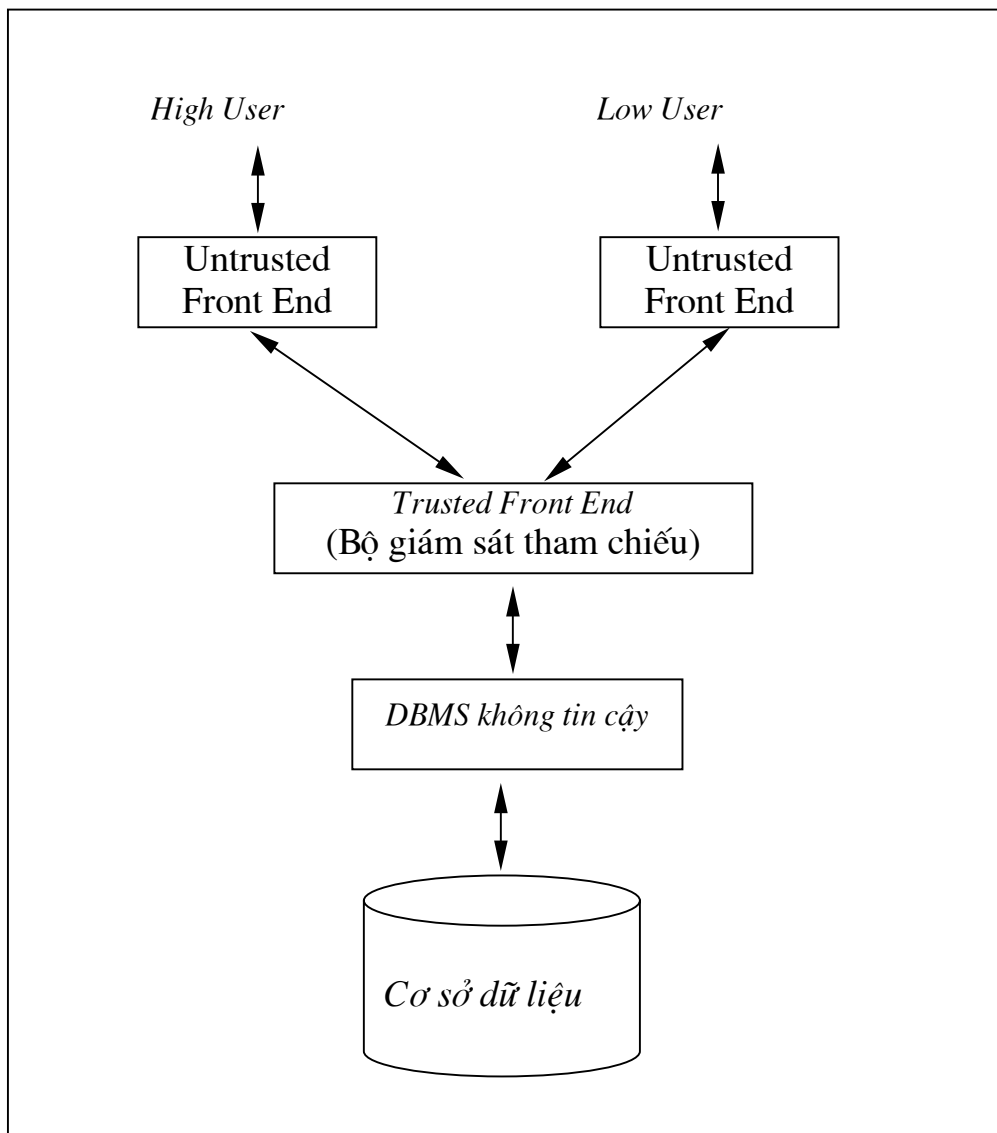 High User
Low User
Untrusted
Front End
Untrusted
Front End
Trusted Front End
(Bộ giám sát tham chiếu)
DBMS không tin cậy
Cơ sở dữ liệu